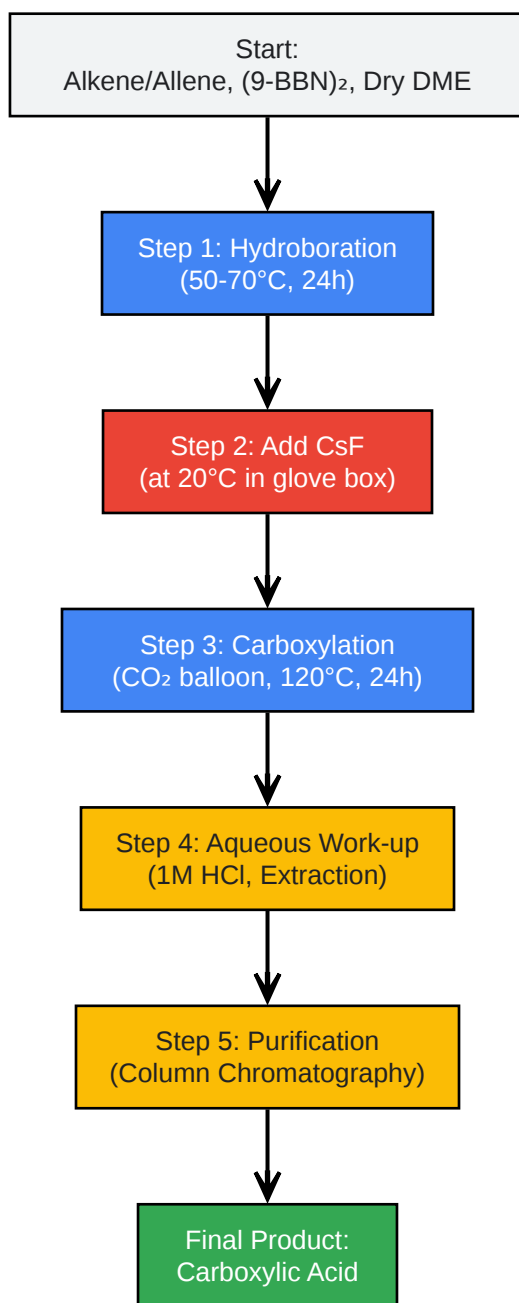 Start:
Alkene/Allene, (9-BBN)₂, Dry DME
Step 1: Hydroboration
(50-70°C, 24h)
Step 2: Add CsF
(at 20°C in glove box)
Step 3: Carboxylation
(CO₂ balloon, 120°C, 24h)
Step 4: Aqueous Work-up
(1M HCl, Extraction)
Step 5: Purification
(Column Chromatography)
Final Product:
Carboxylic Acid